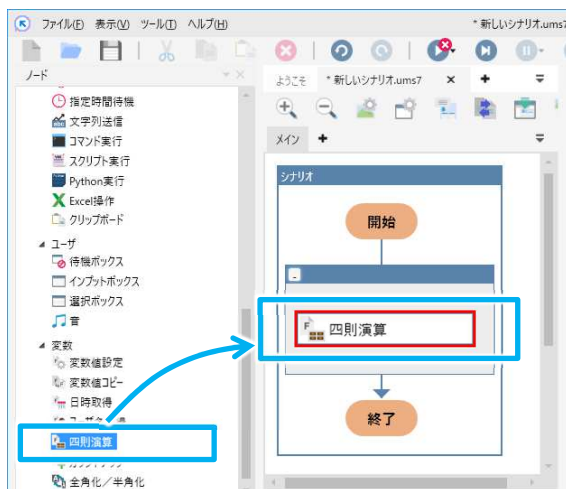 ファイル(F) 表示(V) ツール(T) ヘルプ(H)
* 新しいシナリオ.ums7
ノード
ようこそ
* 新しいシナリオ.ums7
指定時間待機
文字列送信
コマンド実行
スクリプト実行
Python実行
Excel操作
クリップボード
ユーザ
待機ボックス
インプットボックス
選択ボックス
音
変数
変数値設定
変数値コピー
日時取得
四則演算
全角化／半角化
メイン
シナリオ
開始
四則演算
終了